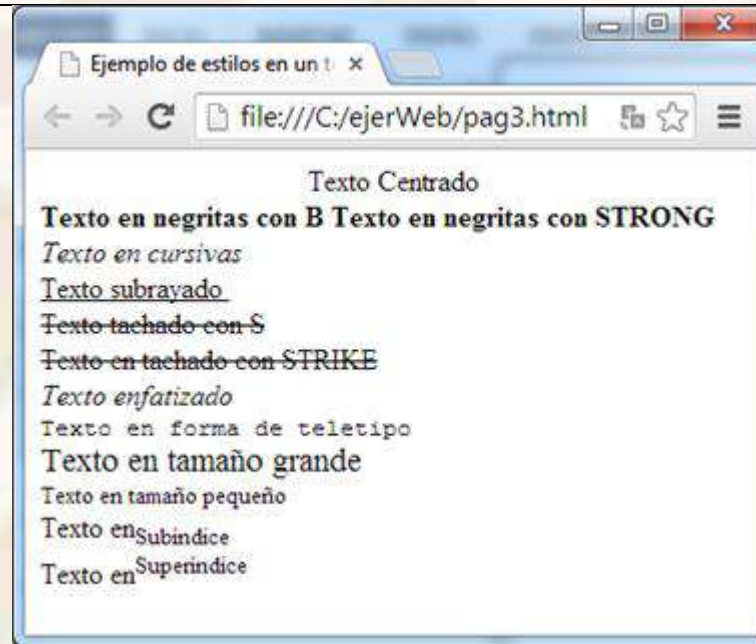 Ejemplo de estilos en un t
file:///C:/ejerWeb/pag3.html
Texto Centrado
Texto en negritas con B Texto en negritas con STRONG
Texto en cursivas
Texto subrayado
Texto tachado con S
Texto en tachado con STRIKE
Texto enfatizado
Texto en forma de teletipo
Texto en tamaño grande
Texto en tamaño pequeño
Texto enSubindice
Texto enSuperindice